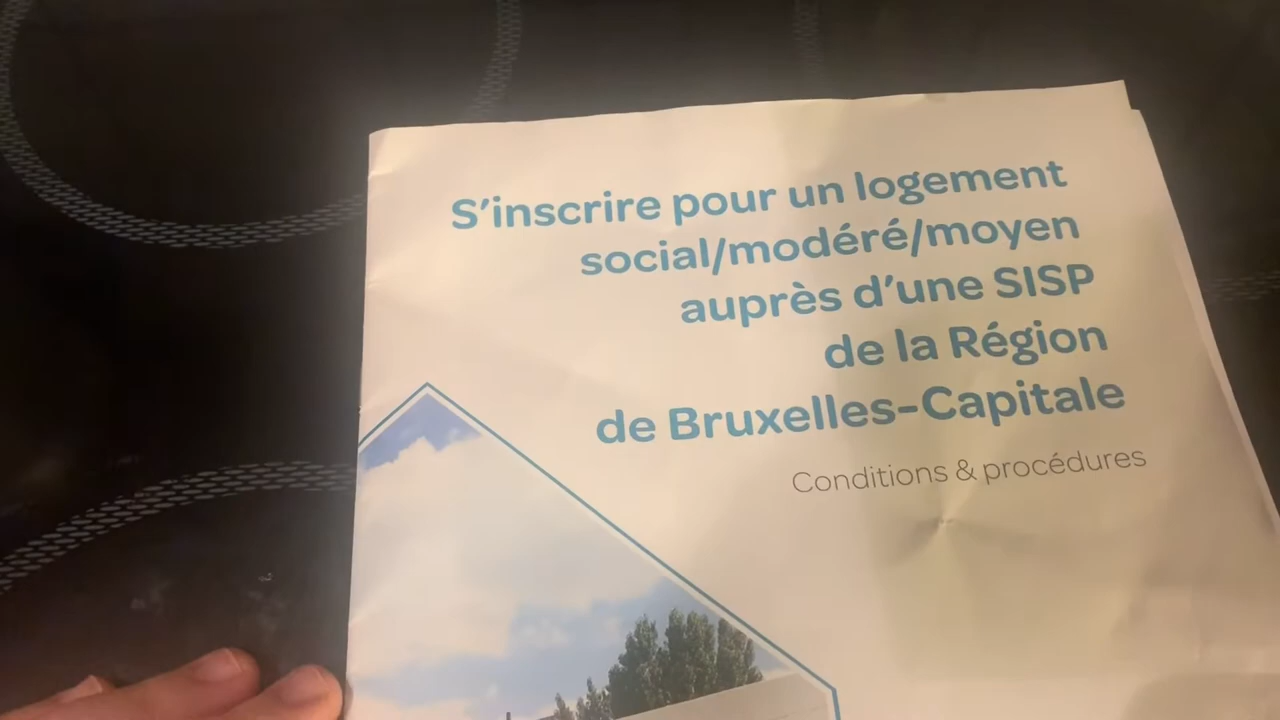 S'inscrire pour un logement
social/modéré/moyen
auprès d'une SISP
de la Région
de Bruxelles-Capitale
Conditions & procédures